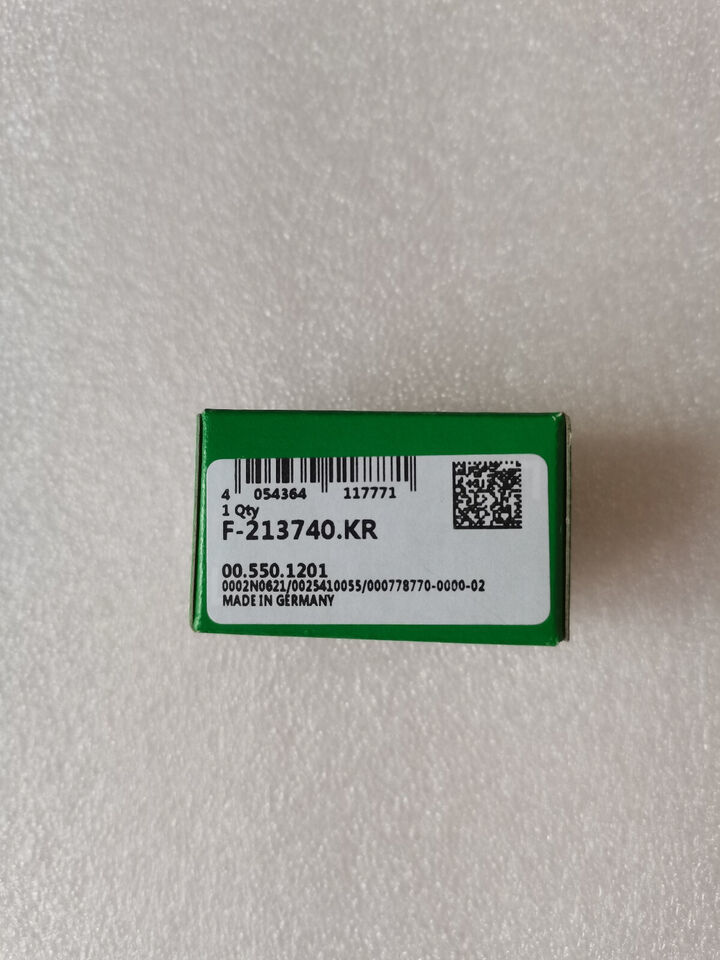 4 054364 117771
1 Qty
F-213740.KR
00.550.1201
0002N0621/0025410055/000778770-0000-02
MADE IN GERMANY